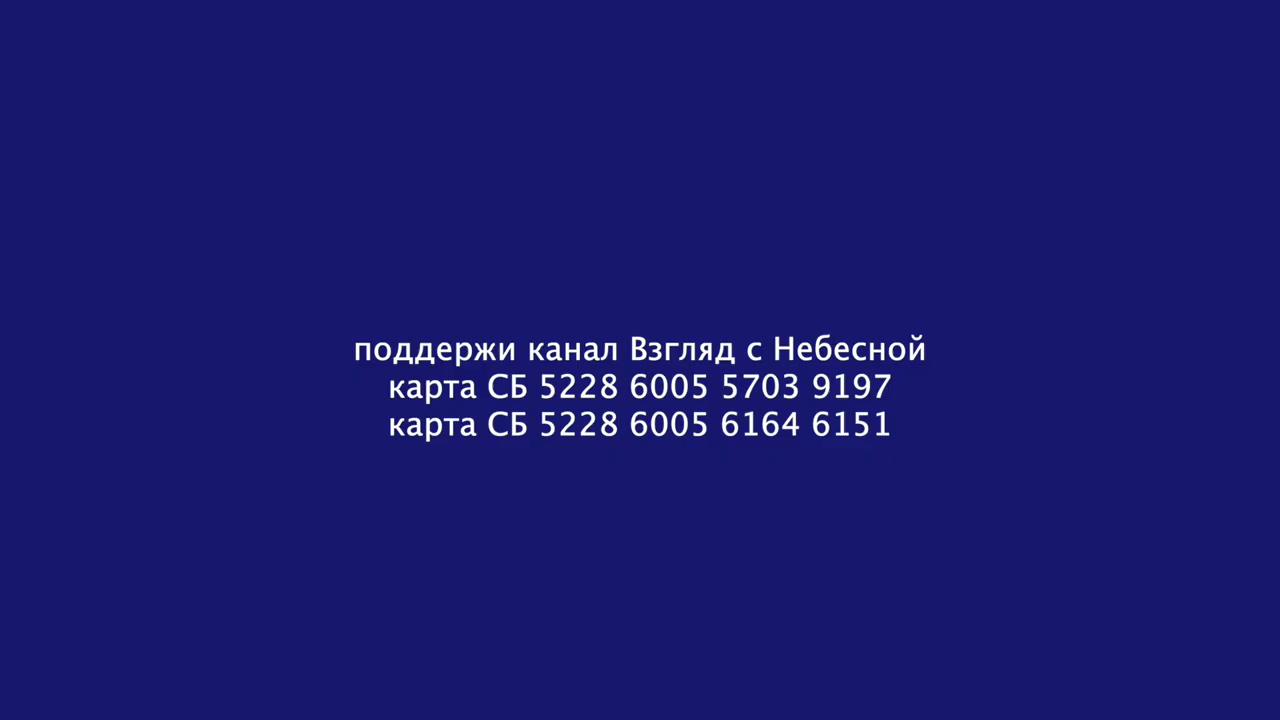 поддержи канал Взгляд с Небесной
карта СБ 5228 6005 5703 9197
карта СБ 5228 6005 6164 6151